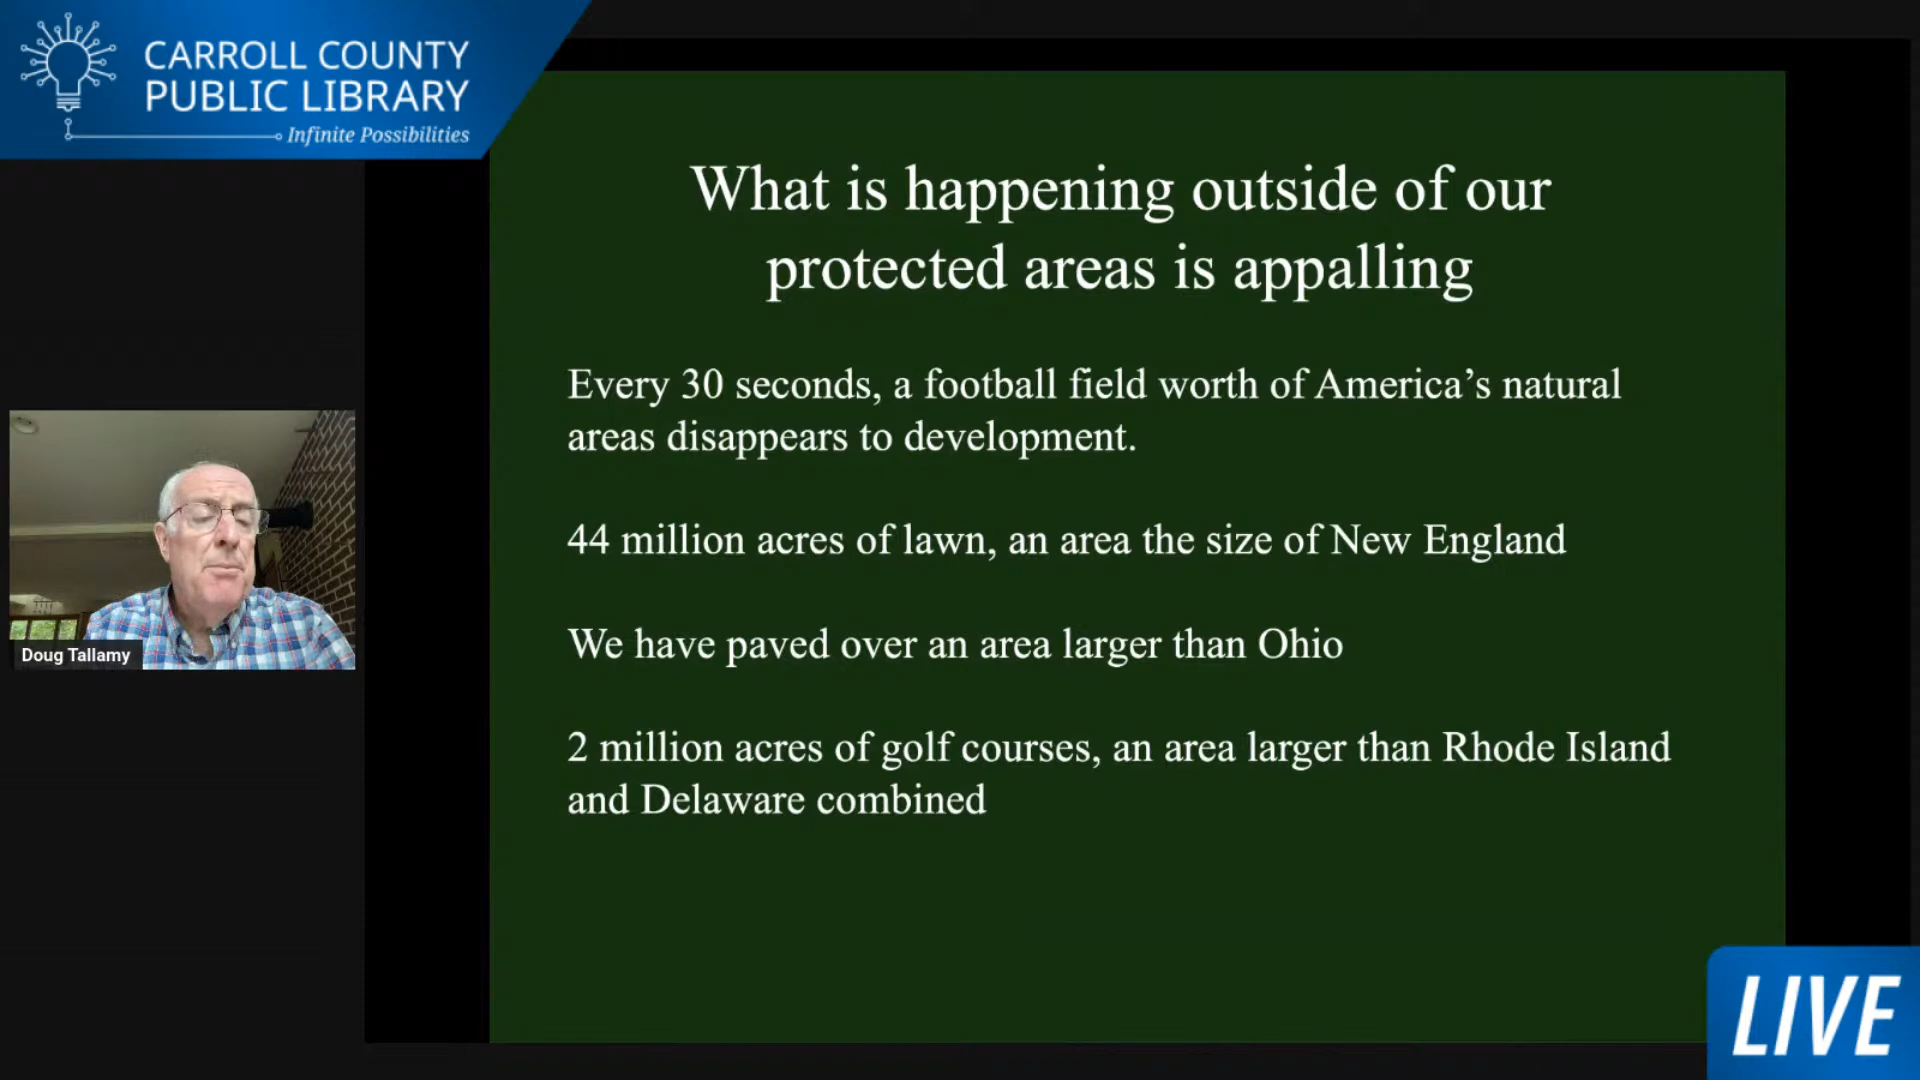 CARROLL COUNTY
PUBLIC LIBRARY
Infinite Possibilities
What is happening outside of our
protected areas is appalling
Every 30 seconds, a football field worth of America’s natural
areas disappears to development.
44 million acres of lawn, an area the size of New England
We have paved over an area larger than Ohio
2 million acres of golf courses, an area larger than Rhode Island
and Delaware combined
Doug Tallamy
LIVE